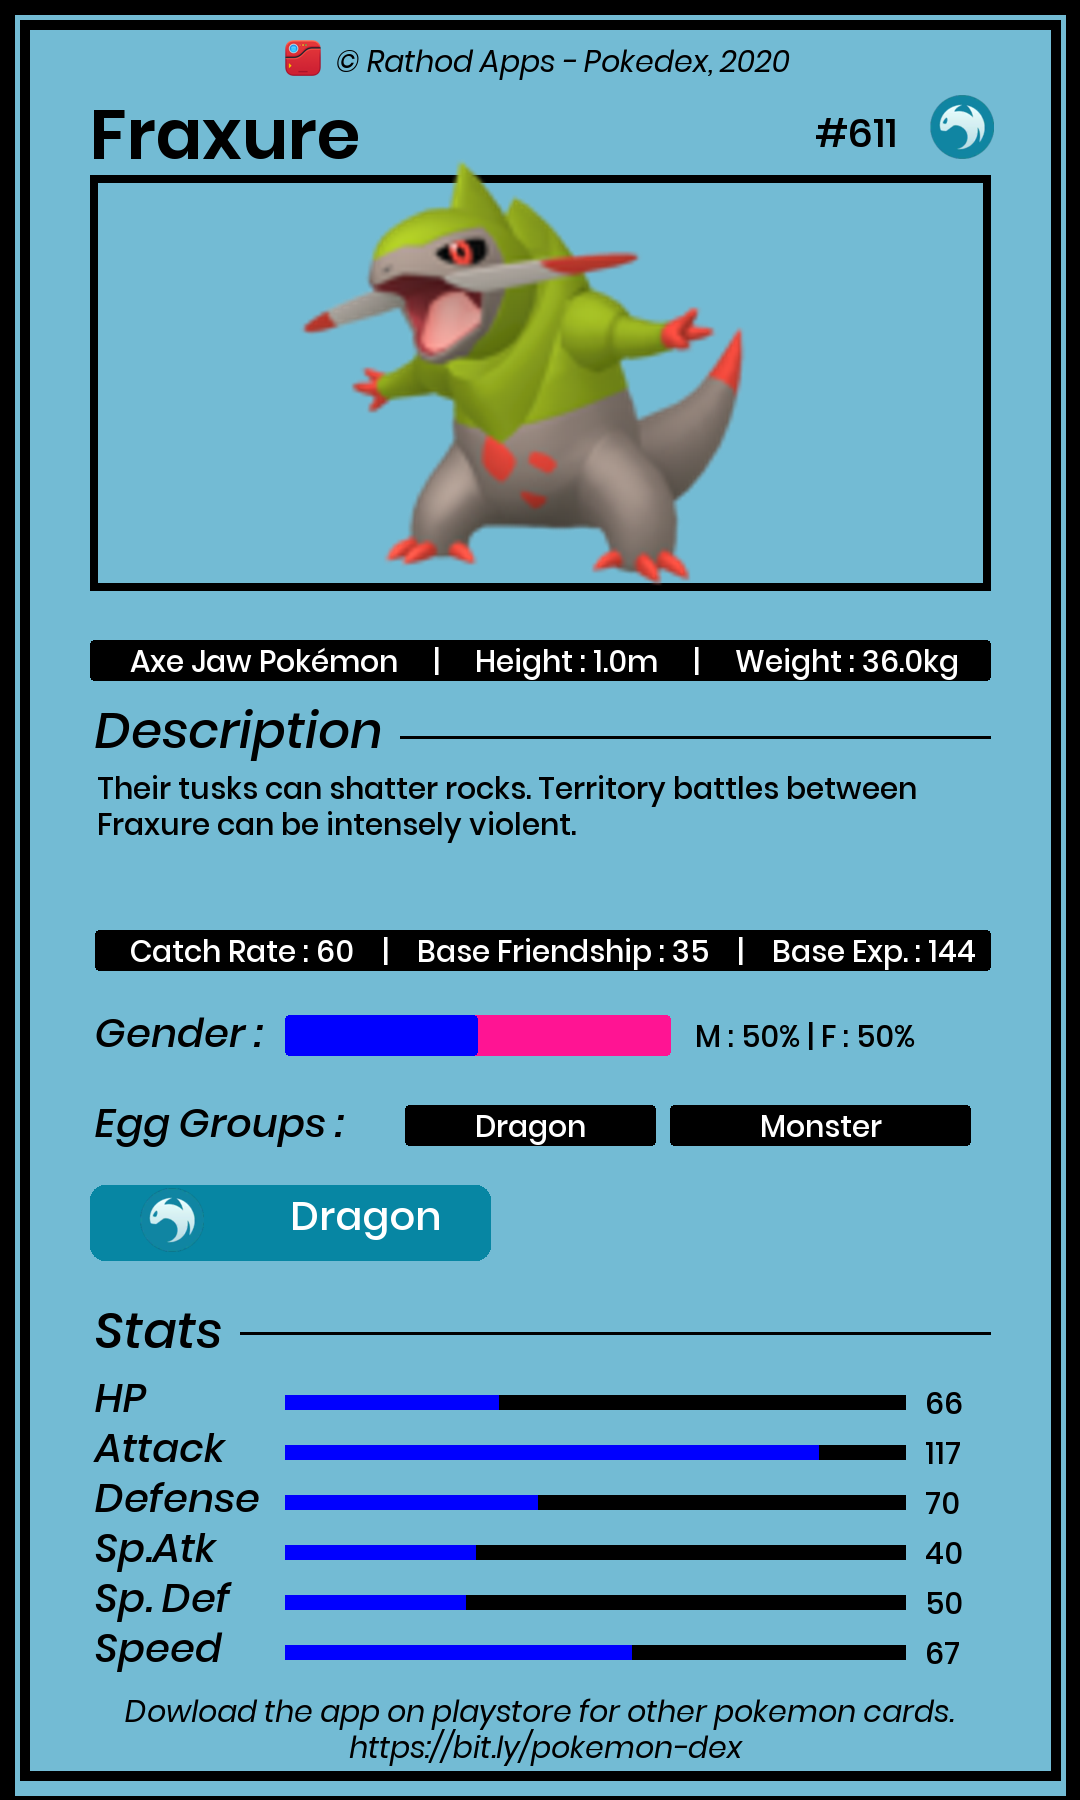 © Rathod Apps - Pokedex, 2020
Fraxure
#611
Axe Jaw Pokémon | Height : 1.0m | Weight : 36.0kg
Description
Their tusks can shatter rocks. Territory battles between
Fraxure can be intensely violent.
Catch Rate : 60 | Base Friendship : 35 | Base Exp. : 144
Gender : M : 50% | F : 50%
Egg Groups : Dragon Monster
Dragon
Stats
HP 66
Attack 117
Defense 70
Sp.Atk 40
Sp. Def 50
Speed 67
Dowload the app on playstore for other pokemon cards.
https://bit.ly/pokemon-dex